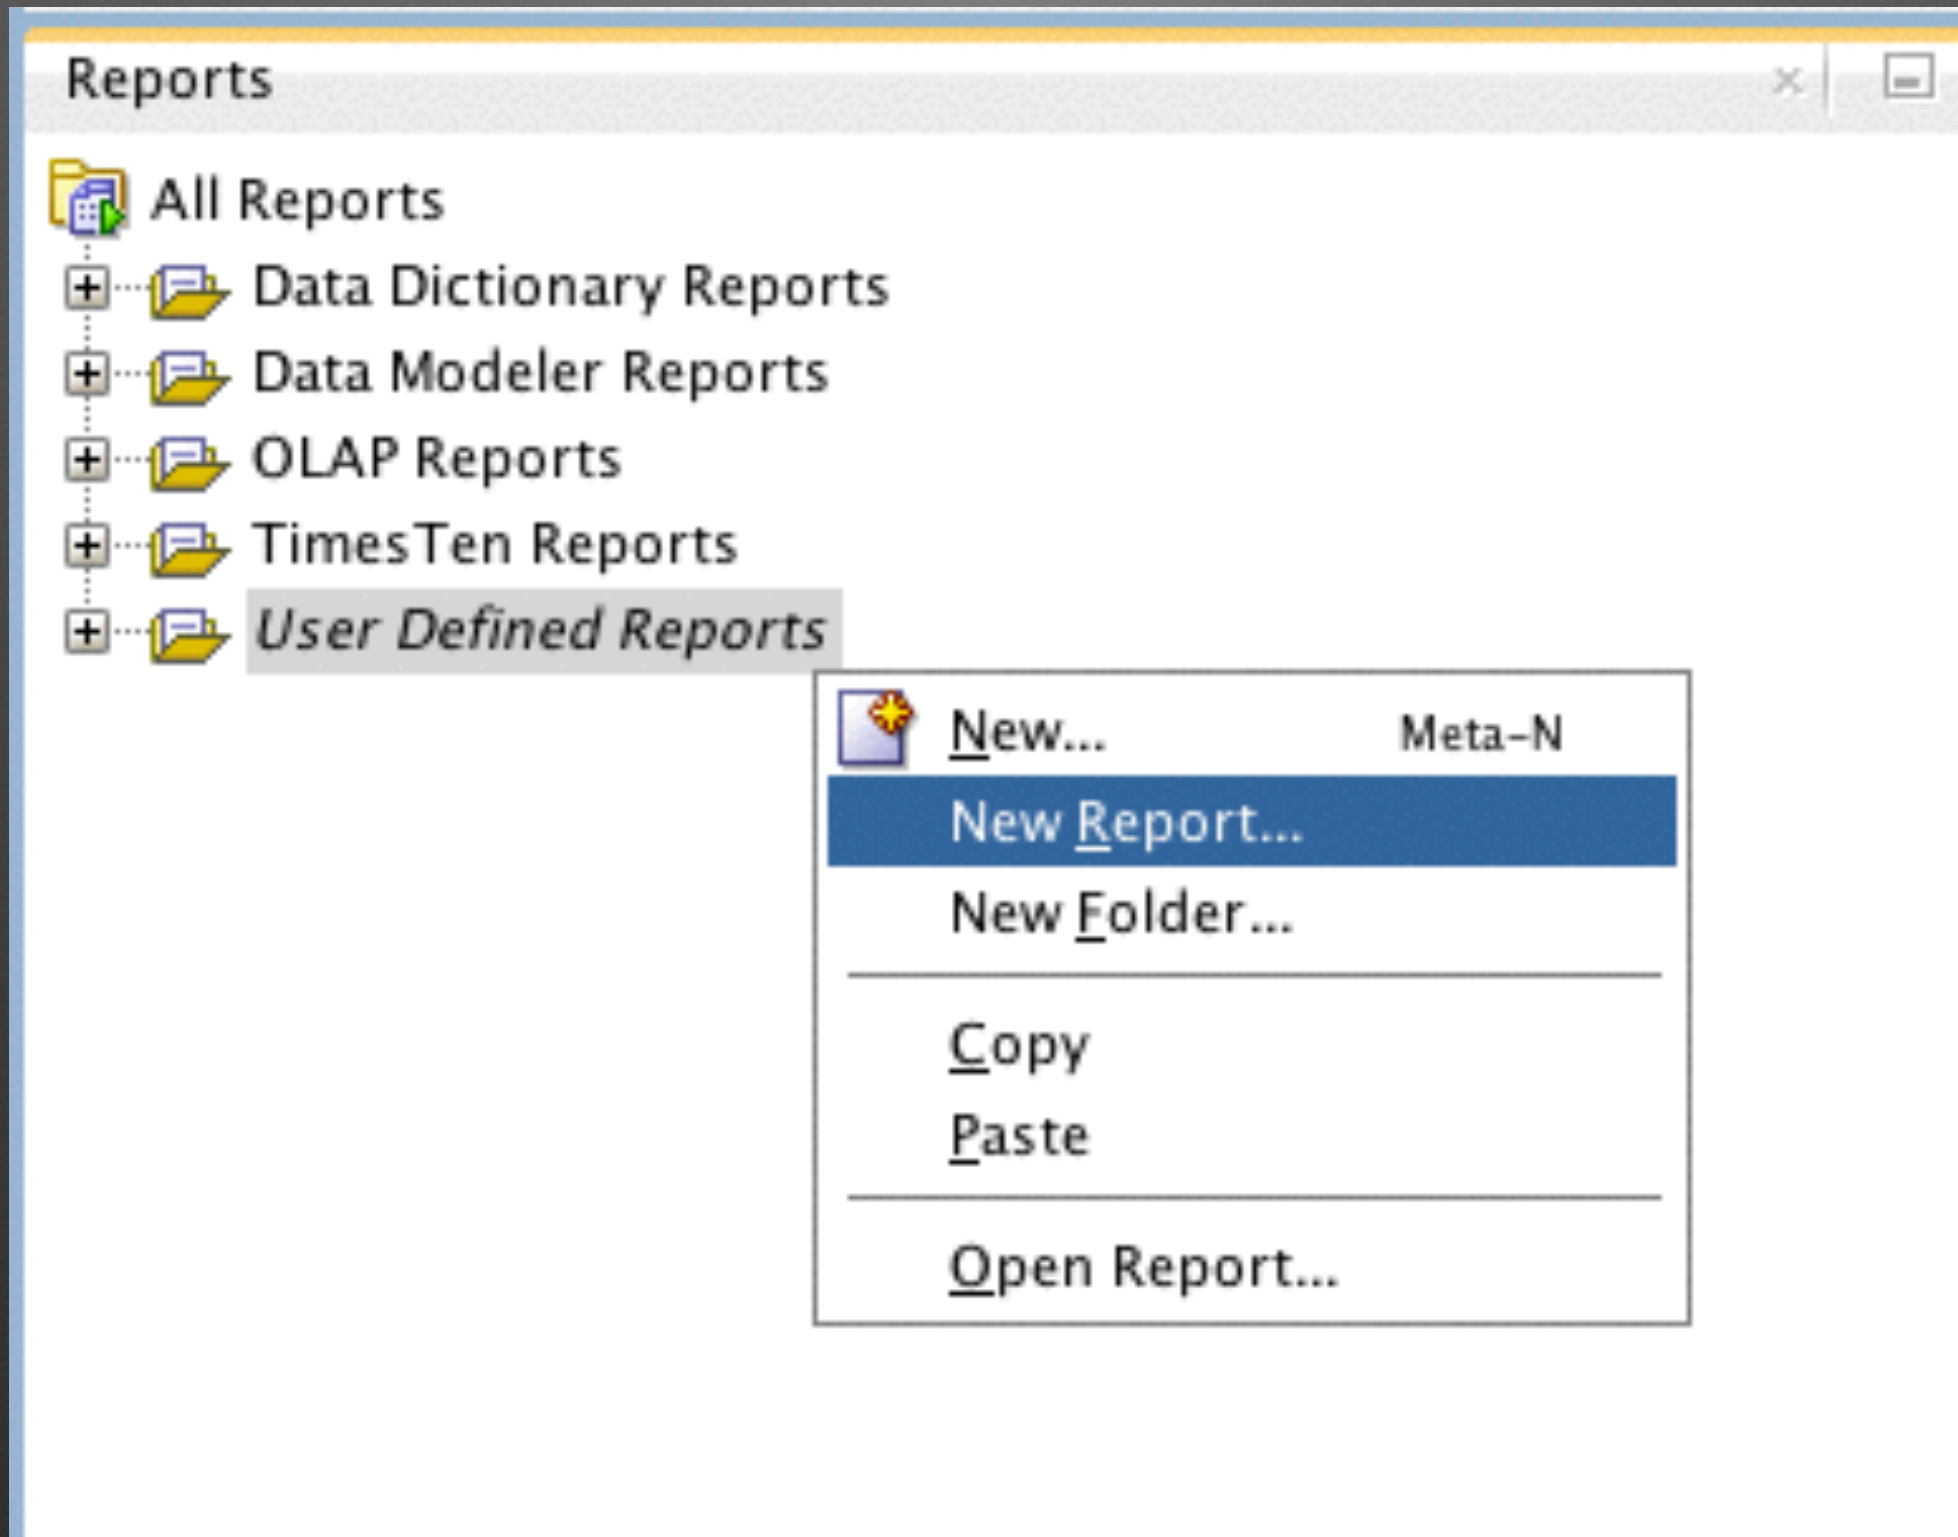 Reports
All Reports
Data Dictionary Reports
Data Modeler Reports
OLAP Reports
TimesTen Reports
User Defined Reports
New... Meta-N
New Report...
New Folder...
Copy
Paste
Open Report...